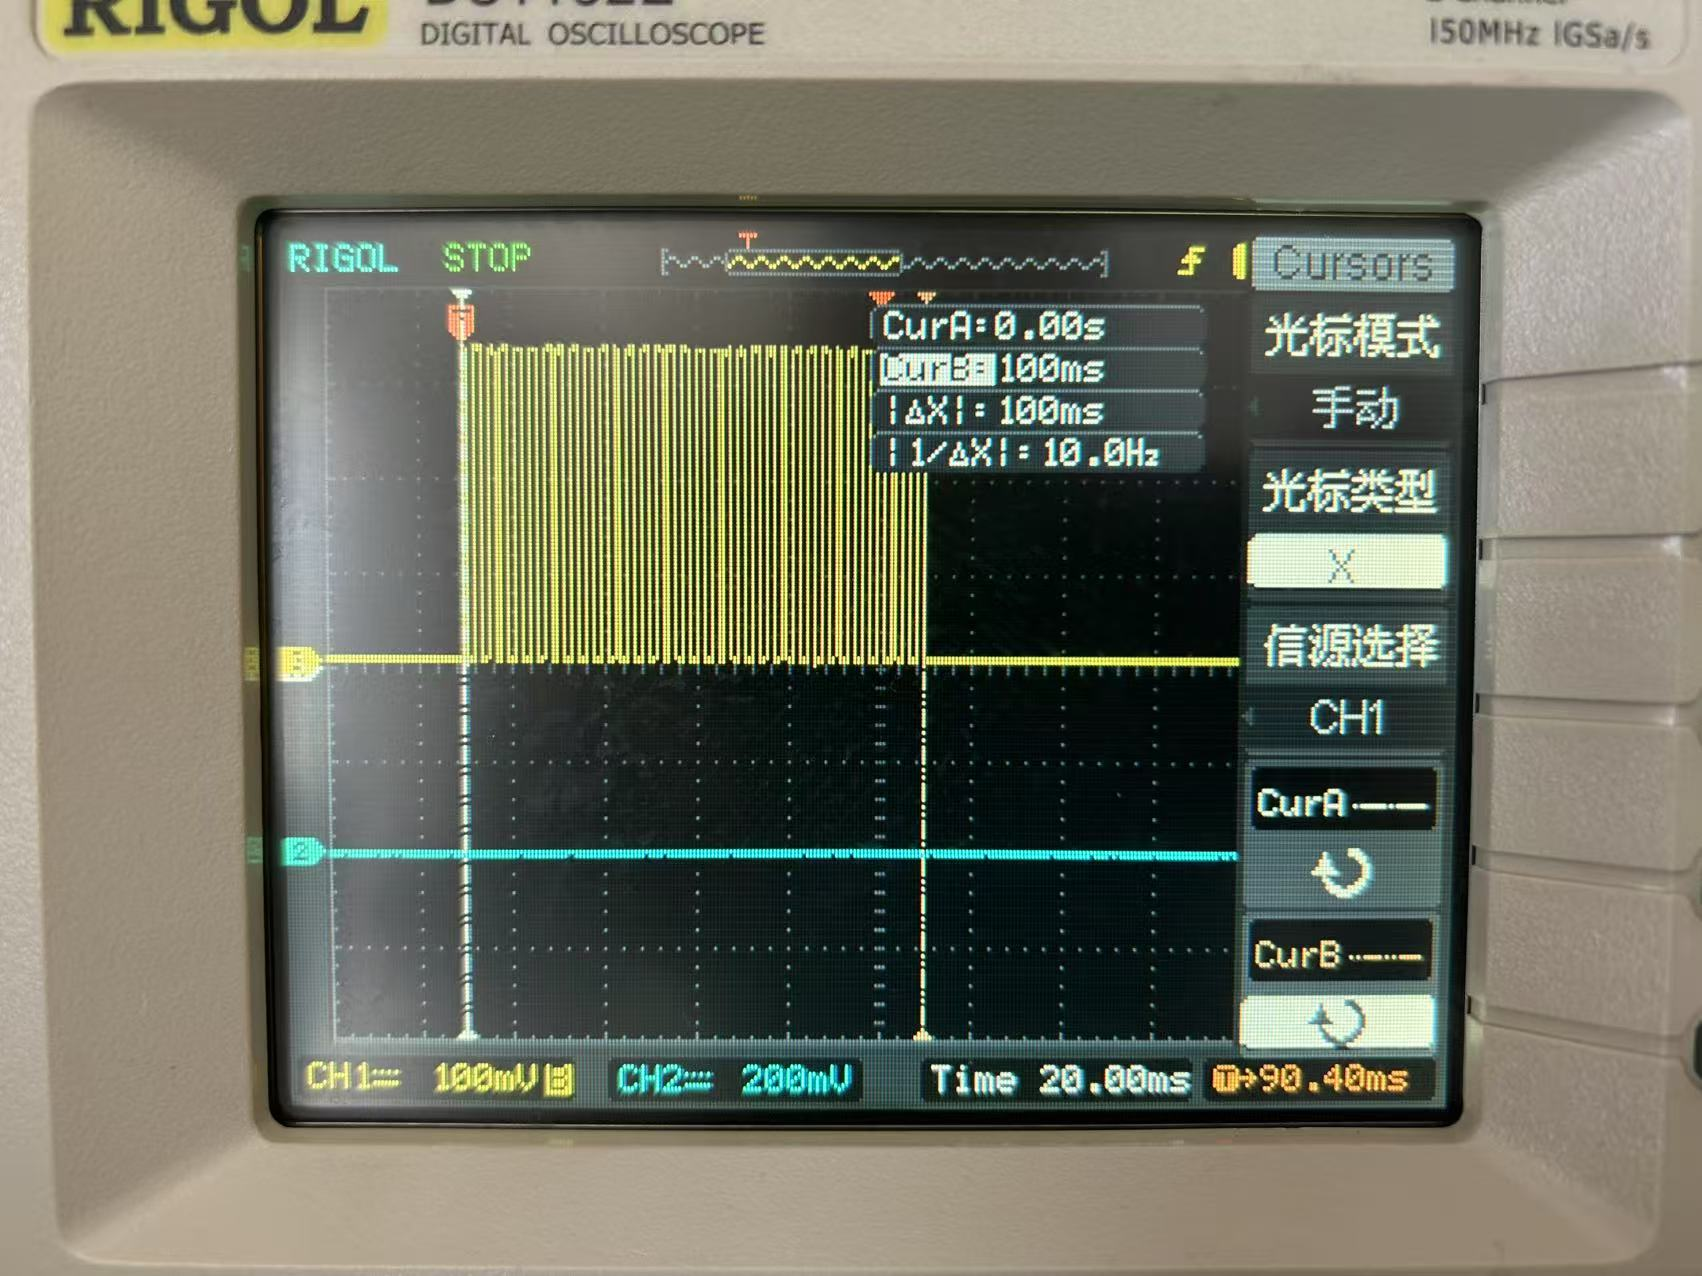 RIGOL
DIGITAL OSCILLOSCOPE
150MHz 1GSa/s
RIGOL STOP
T
Cursors
CurA:0.00s
CurB:100ms
|ΔX|: 100ms
|1/ΔX|: 10.0Hz
光标模式
手动
光标类型
X
信源选择
CH1
CurA
CurB
2
CH1 100mV B CH2 200mV Time 20.00ms T→90.40ms